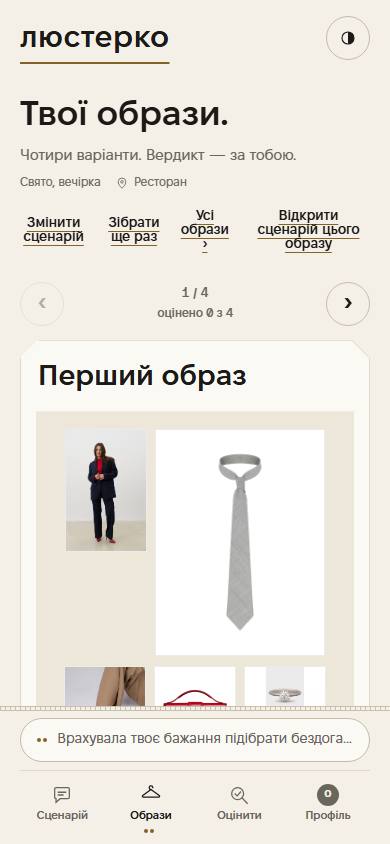 люстерко
Твої образи.
Чотири варіанти. Вердикт — за тобою.
Свято, вечірка Ресторан
Змінити
сценарій
Зібрати
ще раз
Усі
образи
›
Відкрити
сценарій цього
образу
‹
1 / 4
оцінено 0 з 4
›
Перший образ
Врахувала твоє бажання підібрати бездога...
Сценарій
Образи
Оцінити
О
Профіль